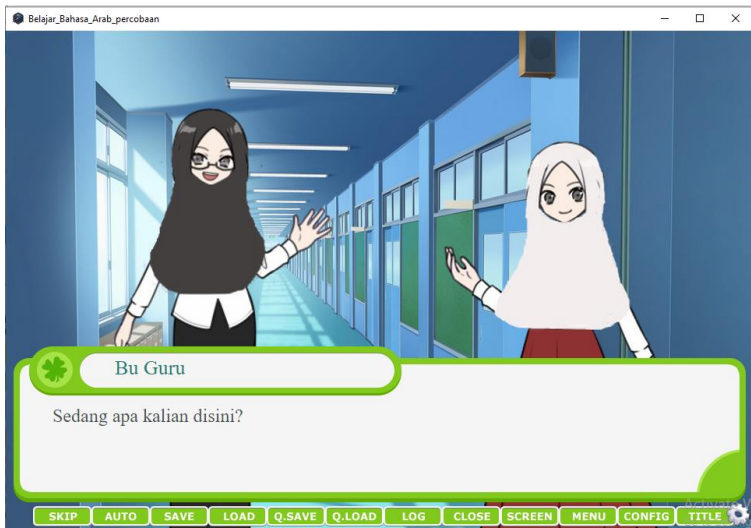 Belajar_Bahasa_Arab_percobaan
Bu Guru
Sedang apa kalian disini?
SKIP AUTO SAVE LOAD Q.SAVE Q.LOAD LOG CLOSE SCREEN MENU CONFIG TITLE